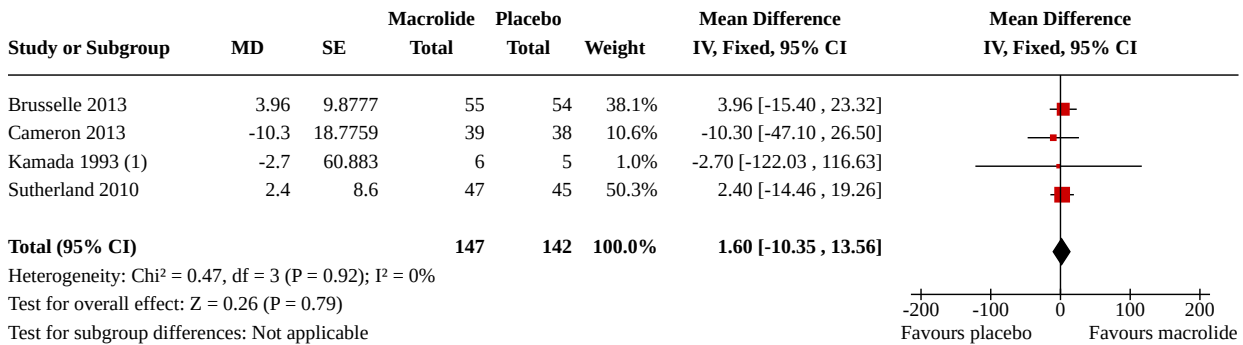 Macrolide Placebo Mean Difference Mean Difference
Study or Subgroup MD SE Total Total Weight IV, Fixed, 95% CI IV, Fixed, 95% CI
Brusselle 2013 3.96 9.8777 55 54 38.1% 3.96 [-15.40 , 23.32]
Cameron 2013 -10.3 18.7759 39 38 10.6% -10.30 [-47.10 , 26.50]
Kamada 1993 (1) -2.7 60.883 6 5 1.0% -2.70 [-122.03 , 116.63]
Sutherland 2010 2.4 8.6 47 45 50.3% 2.40 [-14.46 , 19.26]
Total (95% CI) 147 142 100.0% 1.60 [-10.35 , 13.56]
Heterogeneity: Chi² = 0.47, df = 3 (P = 0.92); I² = 0%
Test for overall effect: Z = 0.26 (P = 0.79)
-200 -100 0 100 200
Test for subgroup differences: Not applicable
Favours placebo Favours macrolide